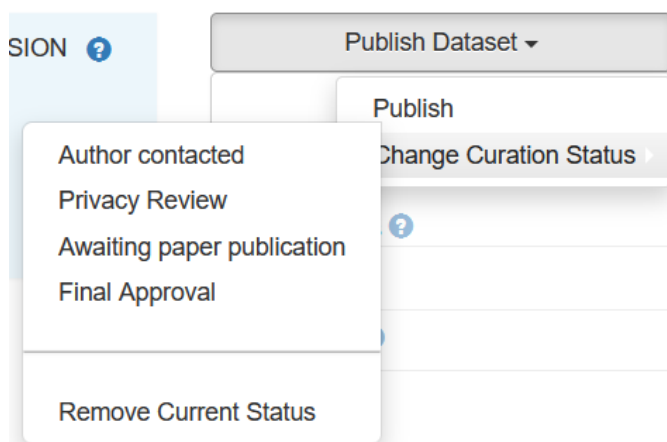 SION
Publish Dataset
Publish
Change Curation Status
Author contacted
Privacy Review
Awaiting paper publication
Final Approval
Remove Current Status